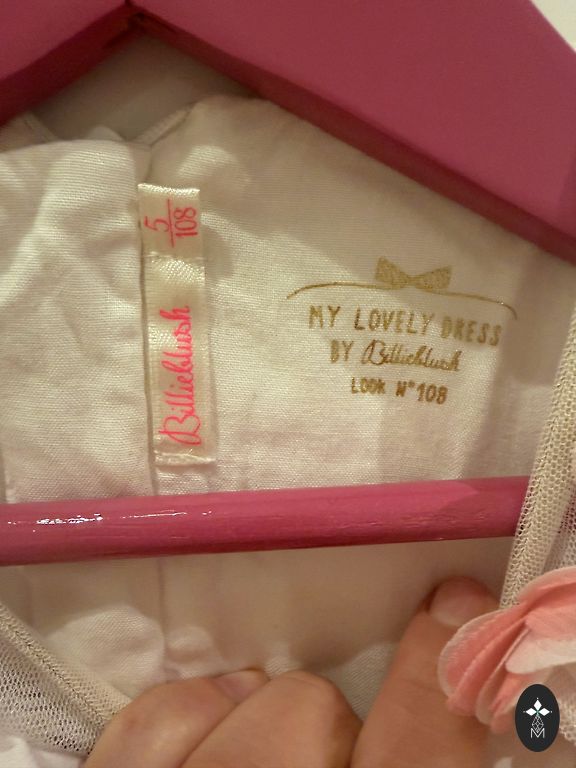 5
108
Billieblush
MY LOVELY DRESS
BY Billieblush
LOOK N° 108
M